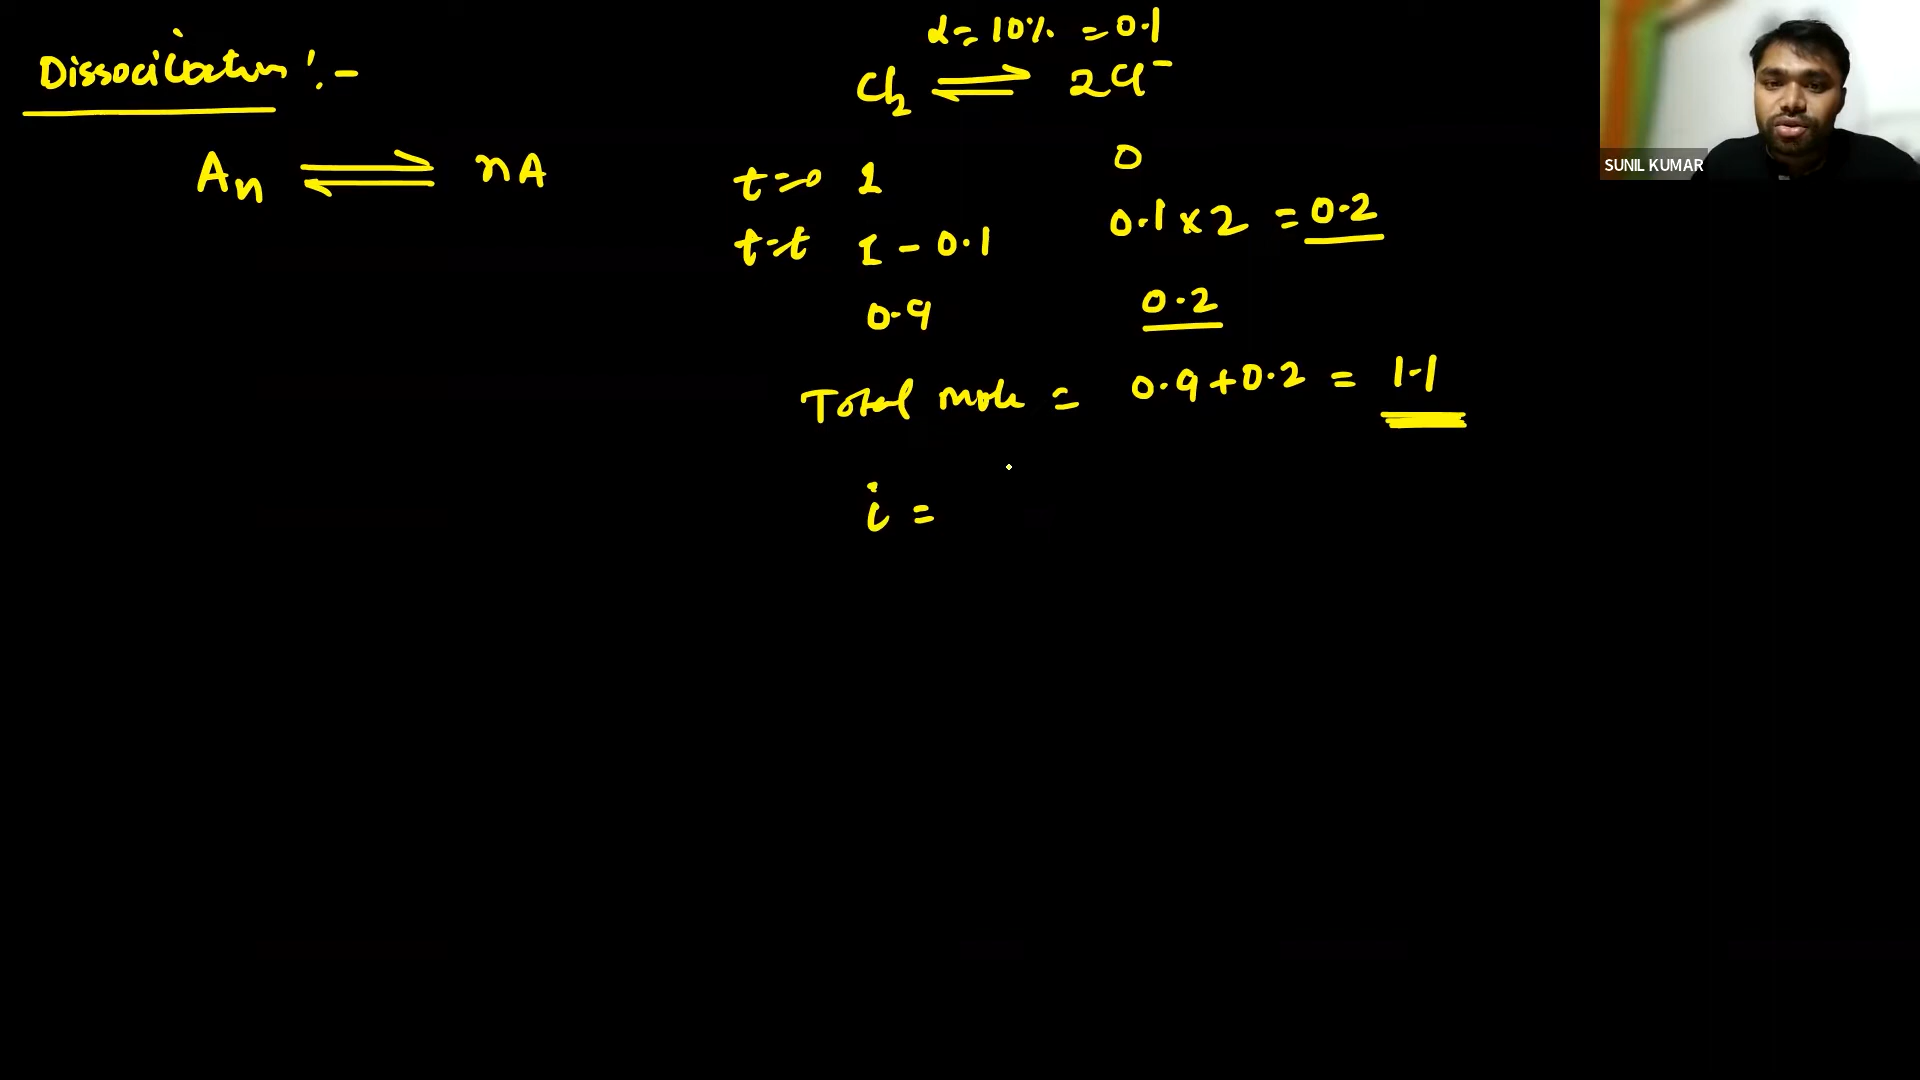 Dissociation :-
An ⇌ nA
α = 10% = 0.1
Cl₂ ⇌ 2Cl⁻
t=0 1 0
t=t 1 - 0.1 0.1 x 2 = 0.2
0.9 0.2
Total mole = 0.9+0.2 = 1.1
i =
SUNIL KUMAR